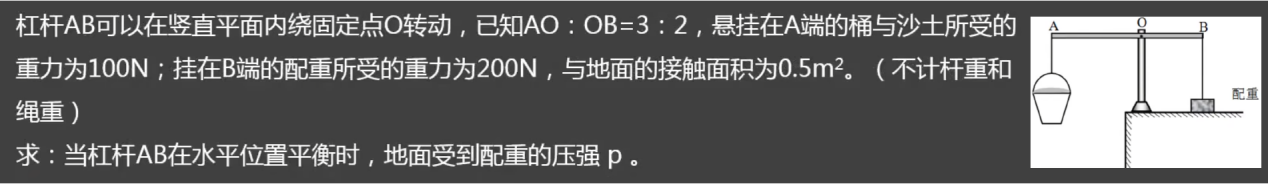 杠杆AB可以在竖直平面内绕固定点O转动，已知AO：OB=3：2，悬挂在A端的桶与沙土所受的
重力为100N；挂在B端的配重所受的重力为200N，与地面的接触面积为0.5m²。（不计杆重和
绳重）
求：当杠杆AB在水平位置平衡时，地面受到配重的压强 p 。
A O B
配重